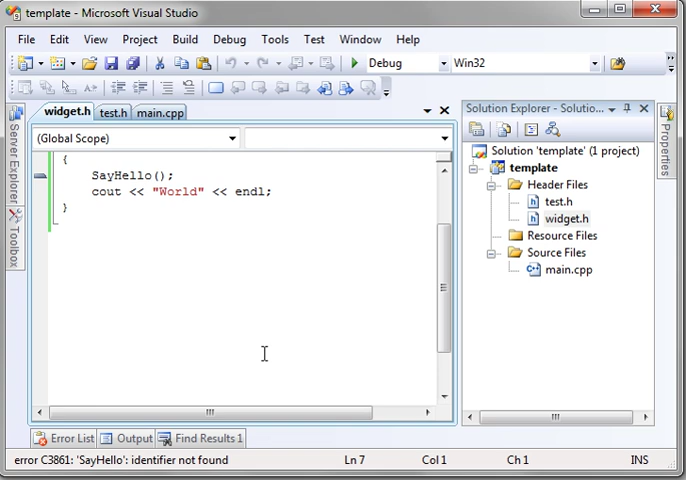 template - Microsoft Visual Studio
File Edit View Project Build Debug Tools Test Window Help
Debug Win32
widget.h test.h main.cpp
(Global Scope)
{
SayHello();
cout << "World" << endl;
}
Server Explorer
Toolbox
Solution Explorer - Solutio...
Solution 'template' (1 project)
template
Header Files
test.h
widget.h
Resource Files
Source Files
main.cpp
Properties
Error List Output Find Results 1
error C3861: 'SayHello': identifier not found Ln 7 Col 1 Ch 1 INS